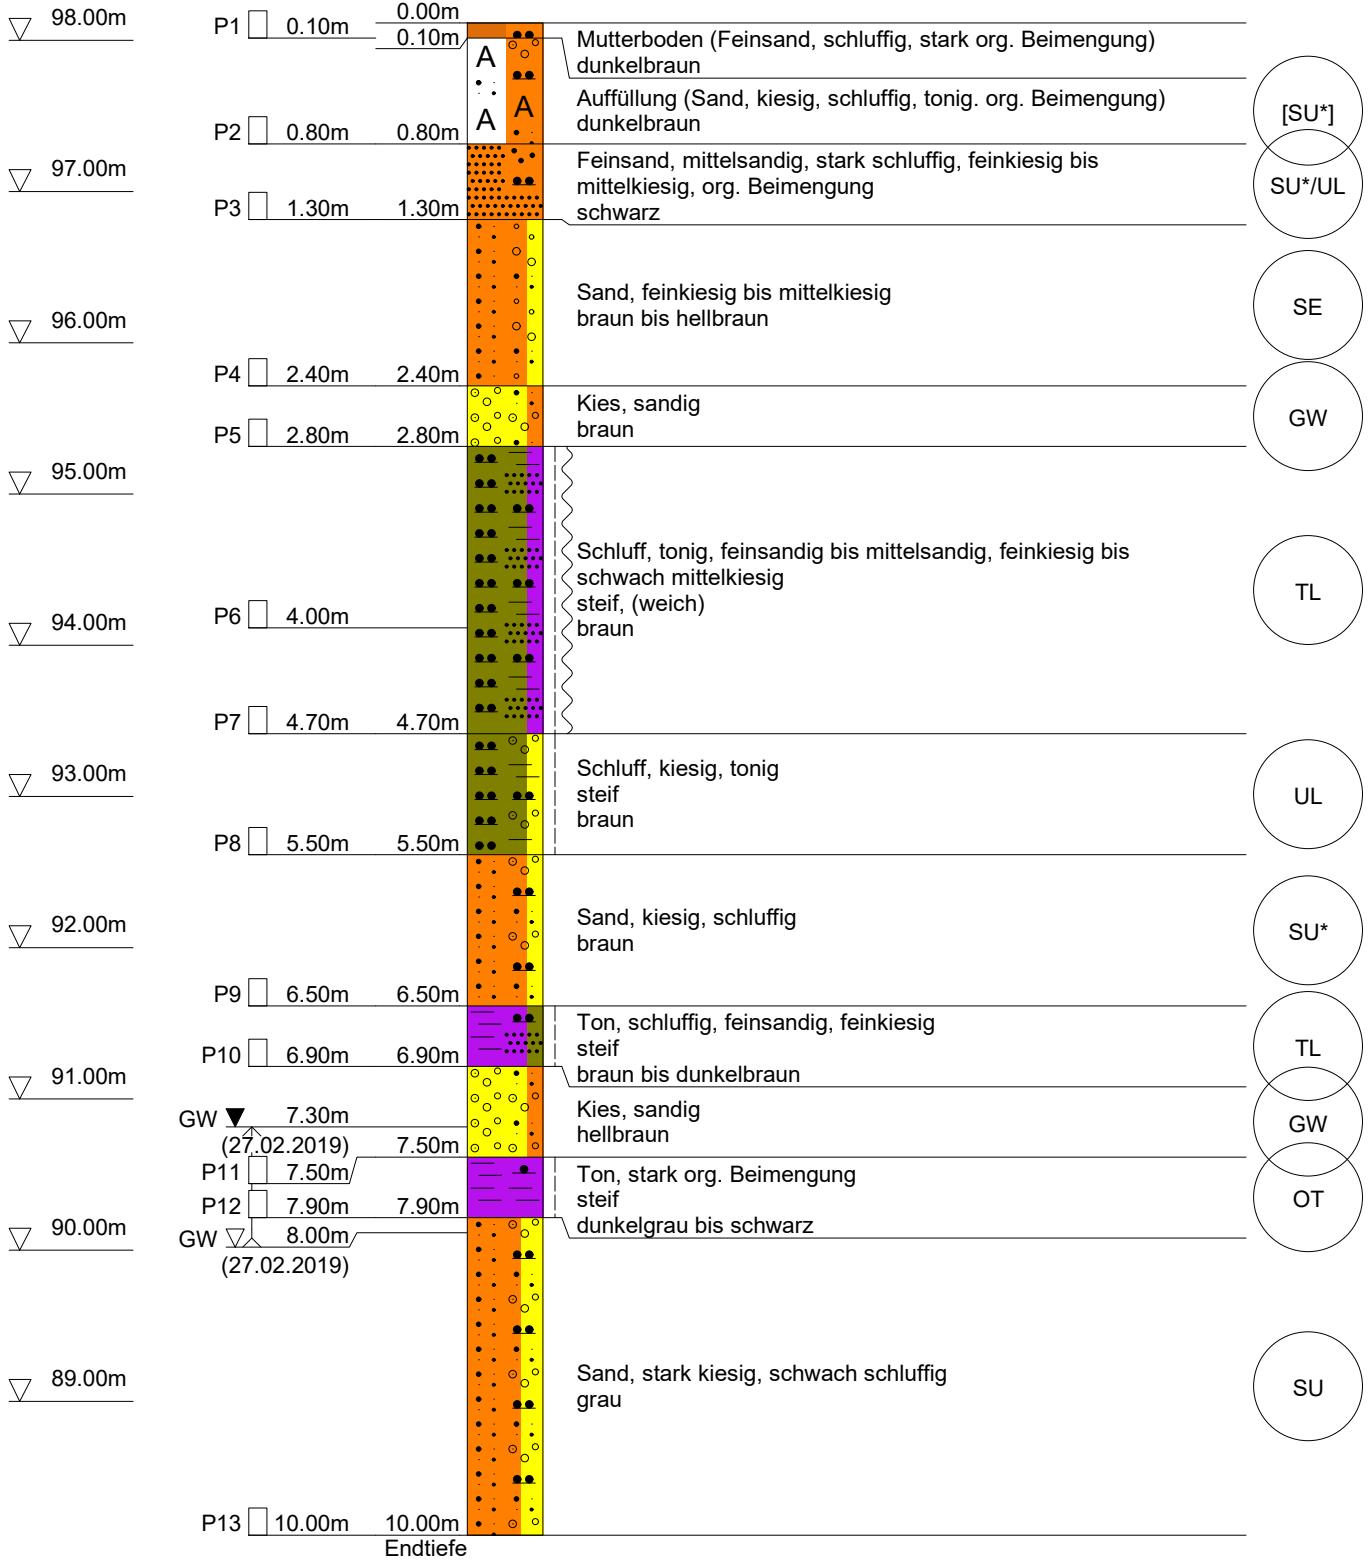 98.00m
P1 0.10m
0.00m
0.10m
Mutterboden (Feinsand, schluffig, stark org. Beimengung)
dunkelbraun
A
A A
Auffüllung (Sand, kiesig, schluffig, tonig. org. Beimengung)
dunkelbraun
[SU*]
P2 0.80m 0.80m
97.00m
Feinsand, mittelsandig, stark schluffig, feinkiesig bis
mittelkiesig, org. Beimengung
schwarz
SU*/UL
P3 1.30m 1.30m
96.00m
Sand, feinkiesig bis mittelkiesig
braun bis hellbraun
SE
P4 2.40m 2.40m
Kies, sandig
braun
GW
P5 2.80m 2.80m
95.00m
Schluff, tonig, feinsandig bis mittelsandig, feinkiesig bis
schwach mittelkiesig
steif, (weich)
braun
TL
P6 4.00m
94.00m
P7 4.70m 4.70m
93.00m
Schluff, kiesig, tonig
steif
braun
UL
P8 5.50m 5.50m
92.00m
Sand, kiesig, schluffig
braun
SU*
P9 6.50m 6.50m
Ton, schluffig, feinsandig, feinkiesig
steif
braun bis dunkelbraun
TL
P10 6.90m 6.90m
91.00m
Kies, sandig
hellbraun
GW
GW 7.30m
(27.02.2019)
7.50m
P11 7.50m
Ton, stark org. Beimengung
steif
dunkelgrau bis schwarz
OT
P12 7.90m 7.90m
90.00m
GW 8.00m
(27.02.2019)
89.00m
Sand, stark kiesig, schwach schluffig
grau
SU
P13 10.00m 10.00m
Endtiefe